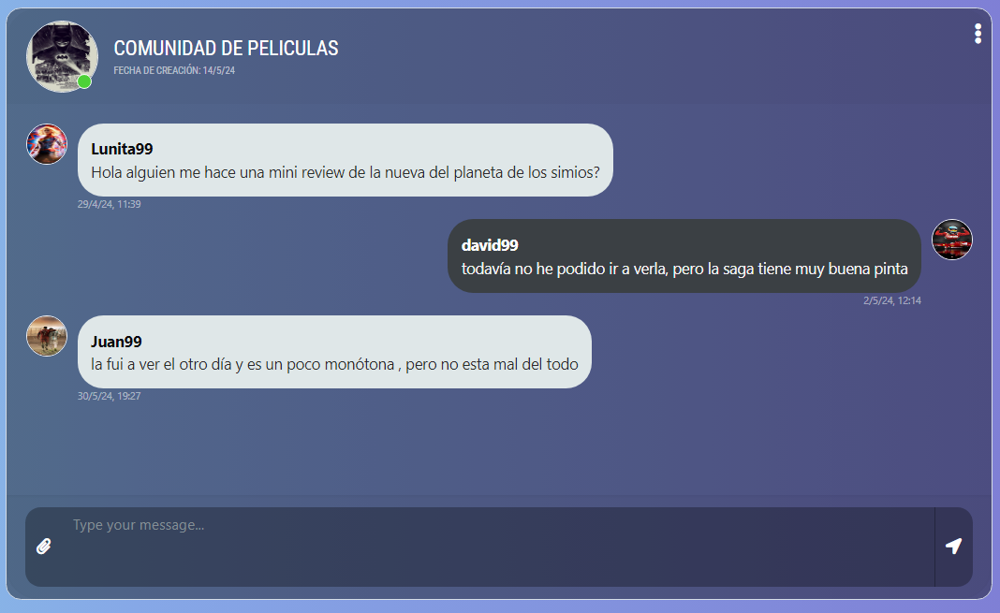 COMUNIDAD DE PELICULAS
FECHA DE CREACIÓN: 14/5/24
Lunita99
Hola alguien me hace una mini review de la nueva del planeta de los simios?
29/4/24, 11:39
david99
todavía no he podido ir a verla, pero la saga tiene muy buena pinta
2/5/24, 12:14
Juan99
la fui a ver el otro día y es un poco monótona , pero no esta mal del todo
30/5/24, 19:27
Type your message...